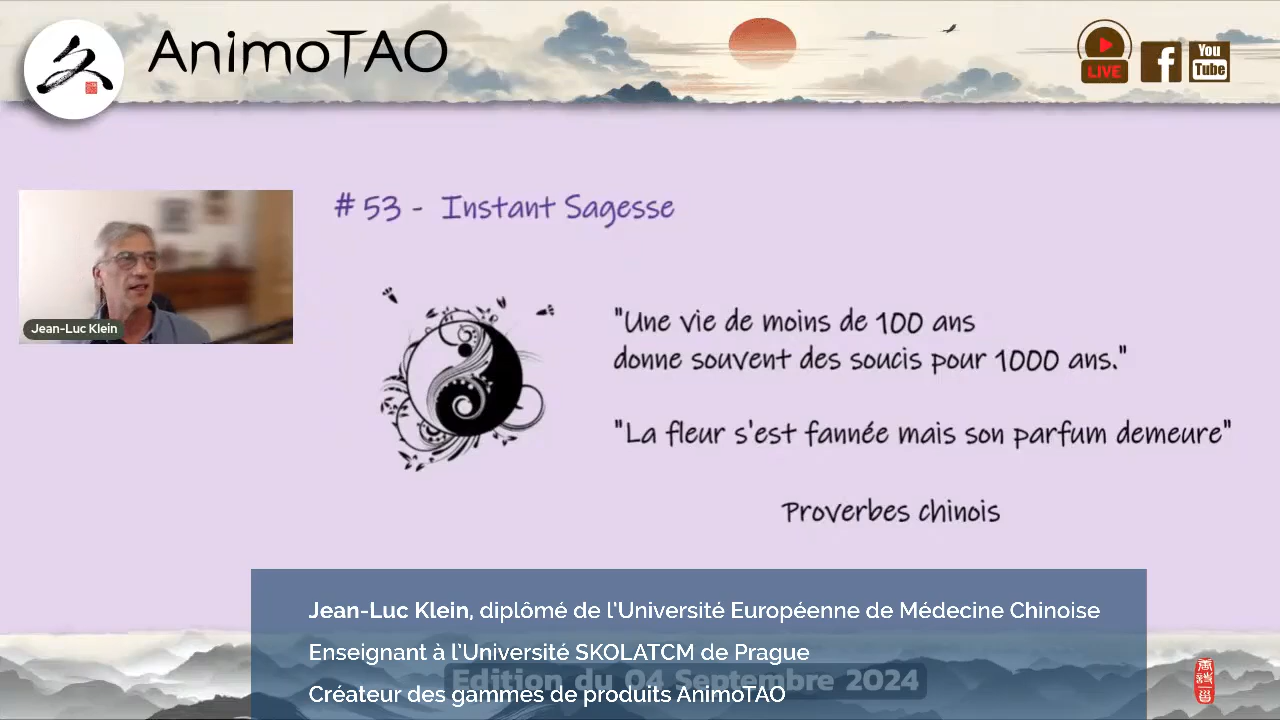 AnimoTAO
LIVE
You
Tube
# 53 - Instant Sagesse
Jean-Luc Klein
"Une vie de moins de 100 ans
donne souvent des soucis pour 1000 ans."
"La fleur s'est fannée mais son parfum demeure"
Proverbes chinois
Jean-Luc Klein, diplômé de l'Université Européenne de Médecine Chinoise
Enseignant à l'Université SKOLATCM de Prague
Edition du 04 Septembre 2024
Créateur des gammes de produits AnimoTAO